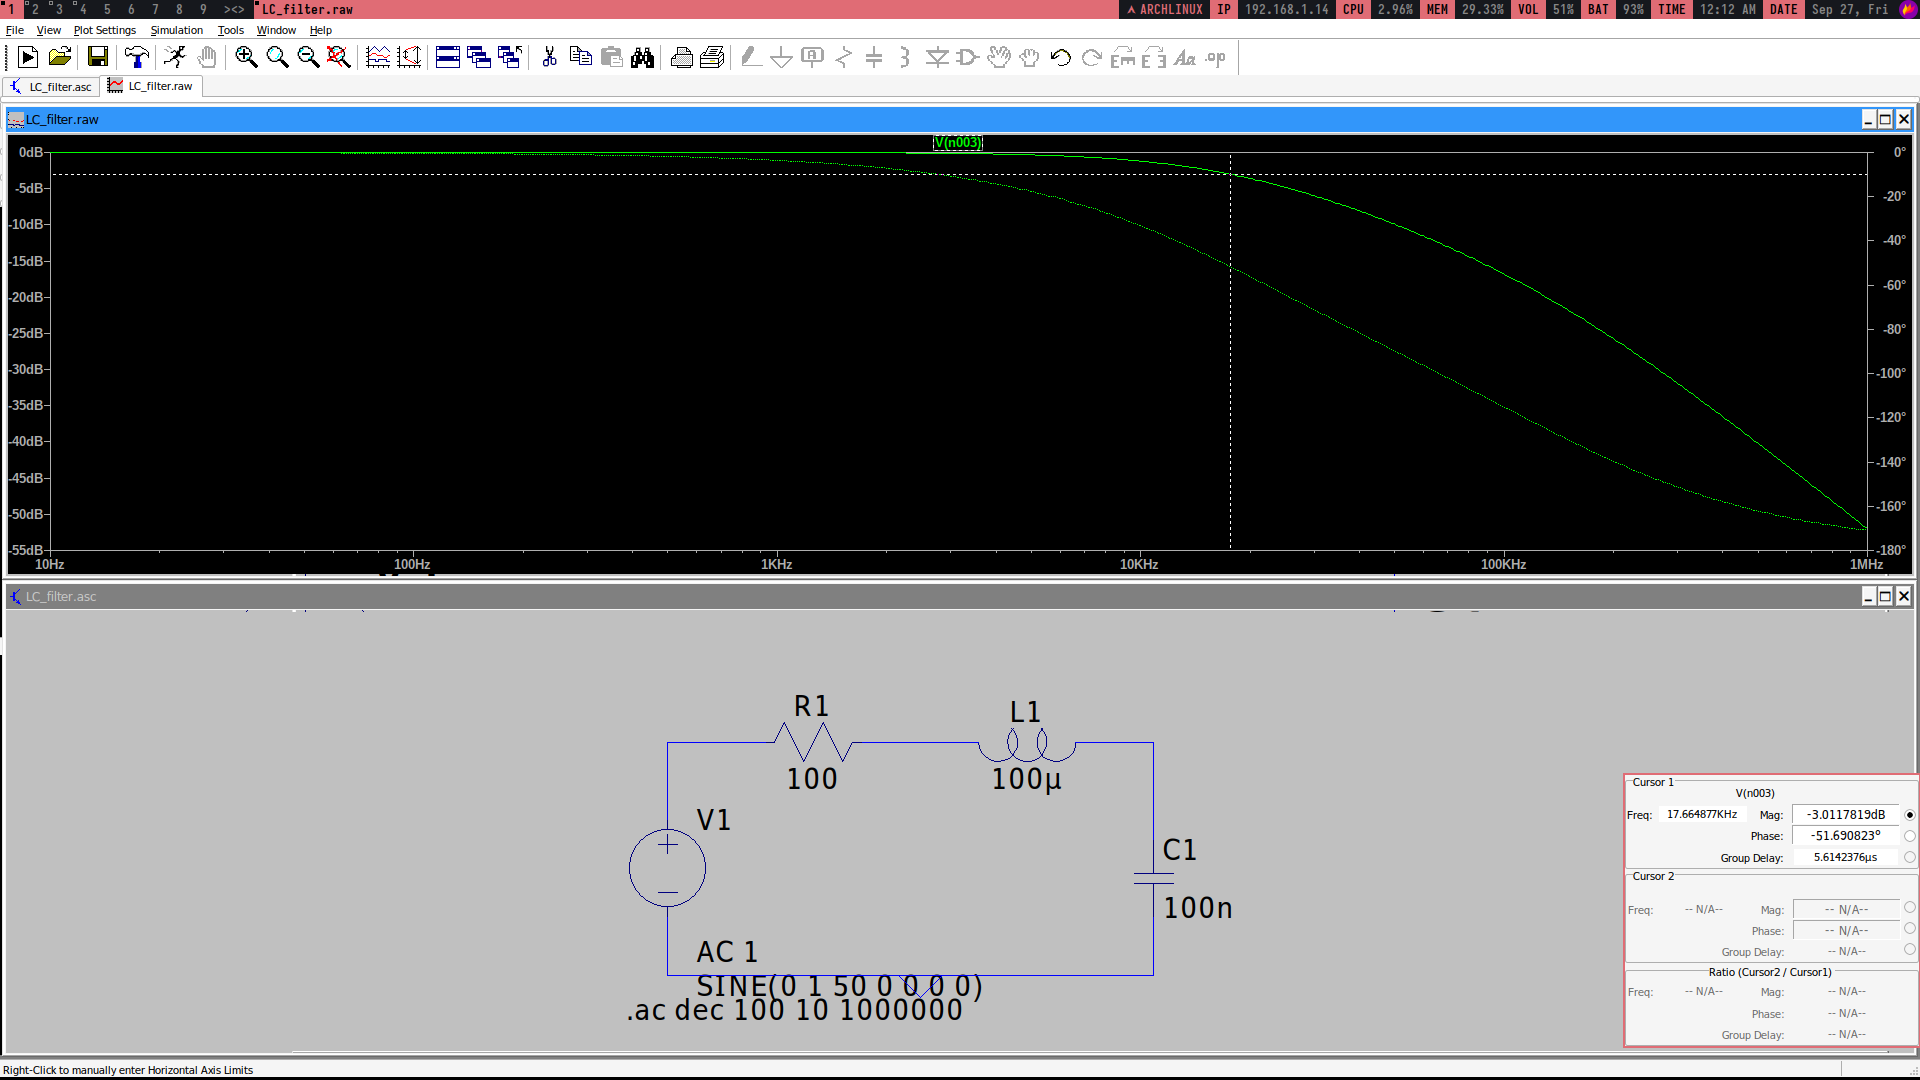 1 2 3 4 5 6 7 8 9 ><> LC_filter.raw ARCHLINUX IP 192.168.1.14 CPU 2.96% MEM 29.33% VOL 51% BAT 93% TIME 12:12 AM DATE Sep 27, Fri
File View Plot Settings Simulation Tools Window Help
A Aa .op
LC_filter.asc LC_filter.raw
LC_filter.raw
V(n003)
0dB 0°
-5dB -20°
-10dB -40°
-15dB -60°
-20dB -80°
-25dB -100°
-30dB -120°
-35dB -140°
-40dB -160°
-45dB -180°
-50dB
-55dB
10Hz 100Hz 1KHz 10KHz 100KHz 1MHz
LC_filter.asc
R1
100
L1
100µ
V1
C1
100n
AC 1
SINE(0 1 50 0 0 0 0)
.ac dec 100 10 1000000
Cursor 1
V(n003)
Freq: 17.664877KHz Mag: -3.0117819dB
Phase: -51.690823°
Group Delay: 5.6142376µs
Cursor 2
Freq: -- N/A-- Mag: -- N/A--
Phase: -- N/A--
Group Delay: -- N/A--
Ratio (Cursor2 / Cursor1)
Freq: -- N/A-- Mag: -- N/A--
Phase: -- N/A--
Group Delay: -- N/A--
Right-Click to manually enter Horizontal Axis Limits